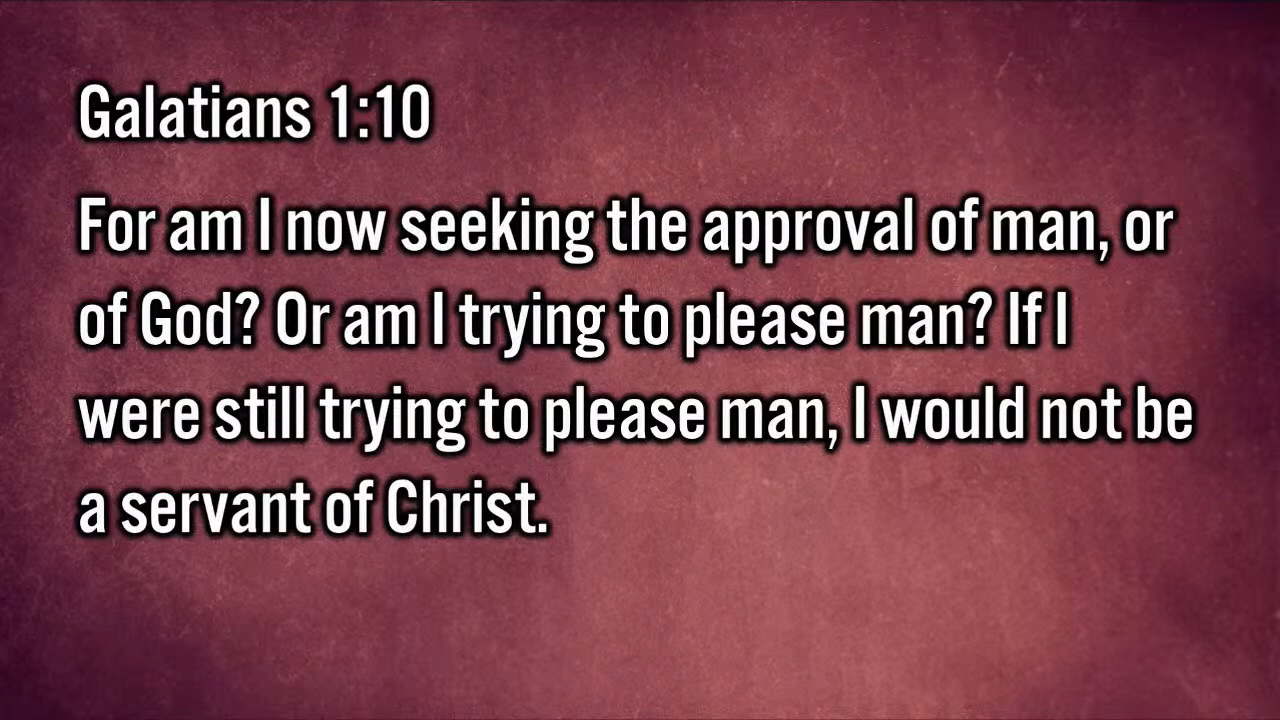 Galatians 1:10
For am I now seeking the approval of man, or
of God? Or am I trying to please man? If I
were still trying to please man, I would not be
a servant of Christ.